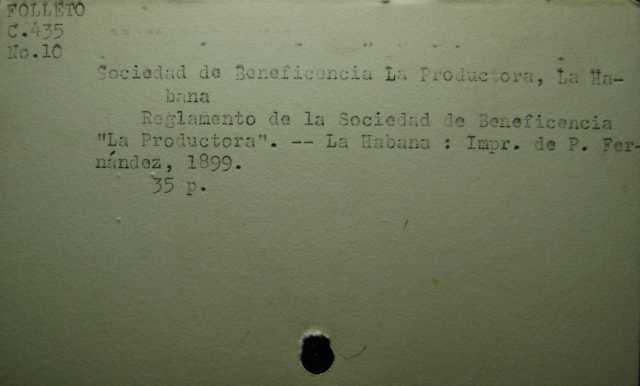 FOLLETO
C.435
No.10
Sociedad de Beneficencia La Productora, La Ha-
bana
Reglamento de la Sociedad de Beneficencia
"La Productora". -- La Habana : Impr. de P. Fer-
nández, 1899.
35 p.